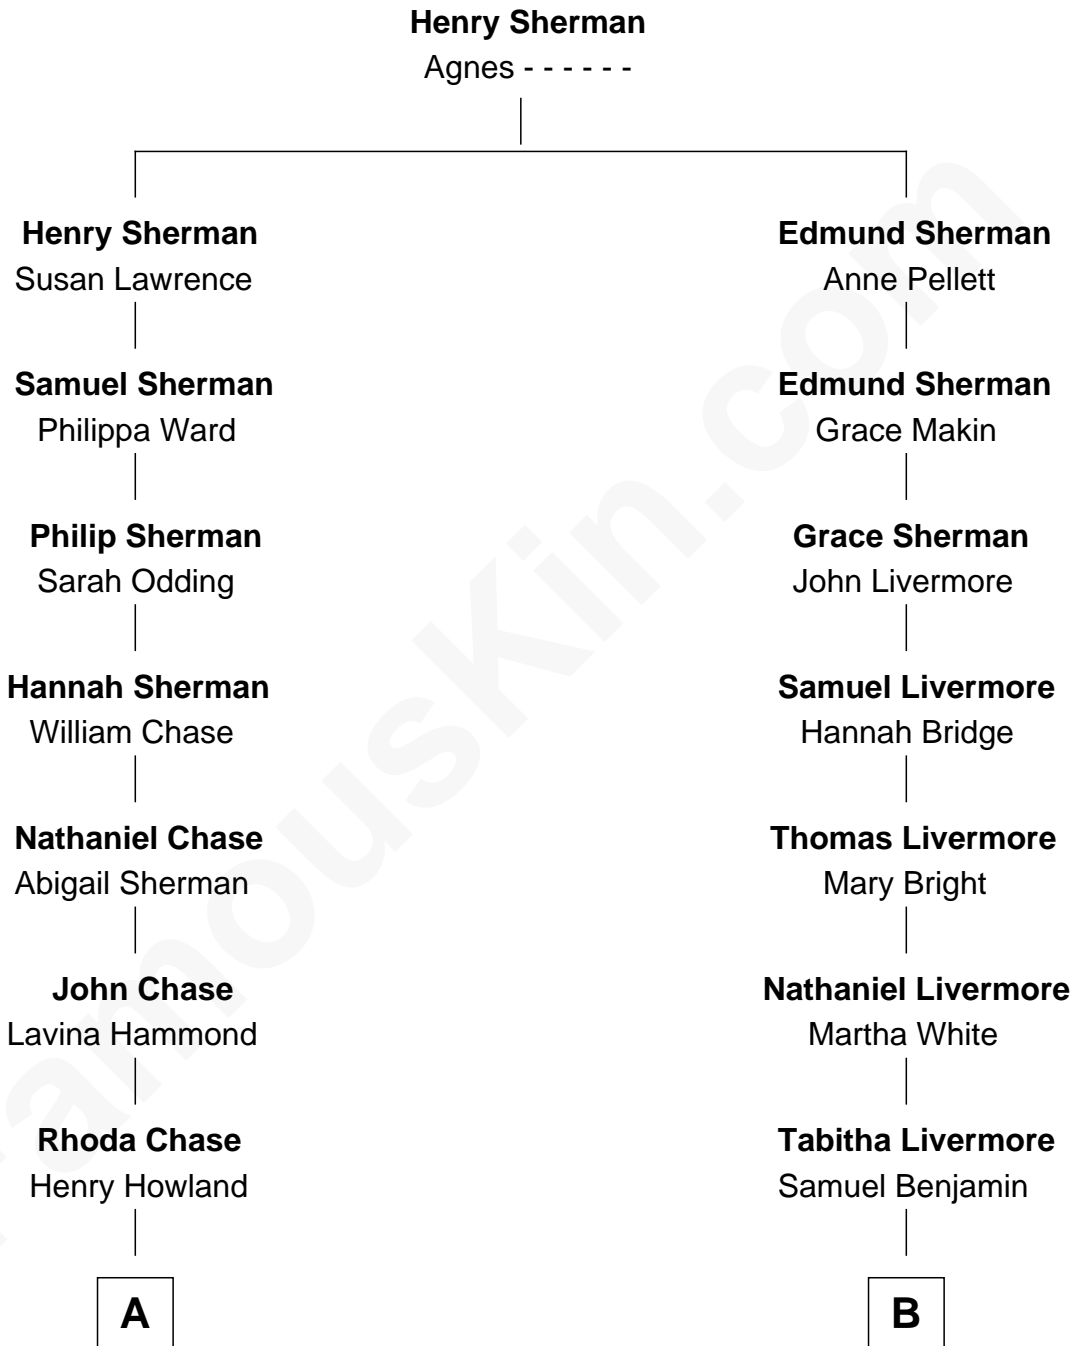 Henry Sherman
Agnes - - - - - -
Henry Sherman
Susan Lawrence
Edmund Sherman
Anne Pellett
Samuel Sherman
Philippa Ward
Edmund Sherman
Grace Makin
Philip Sherman
Sarah Odding
Grace Sherman
John Livermore
Hannah Sherman
William Chase
Samuel Livermore
Hannah Bridge
Nathaniel Chase
Abigail Sherman
Thomas Livermore
Mary Bright
John Chase
Lavina Hammond
Nathaniel Livermore
Martha White
Rhoda Chase
Henry Howland
Tabitha Livermore
Samuel Benjamin
A
B
FamousKin.com